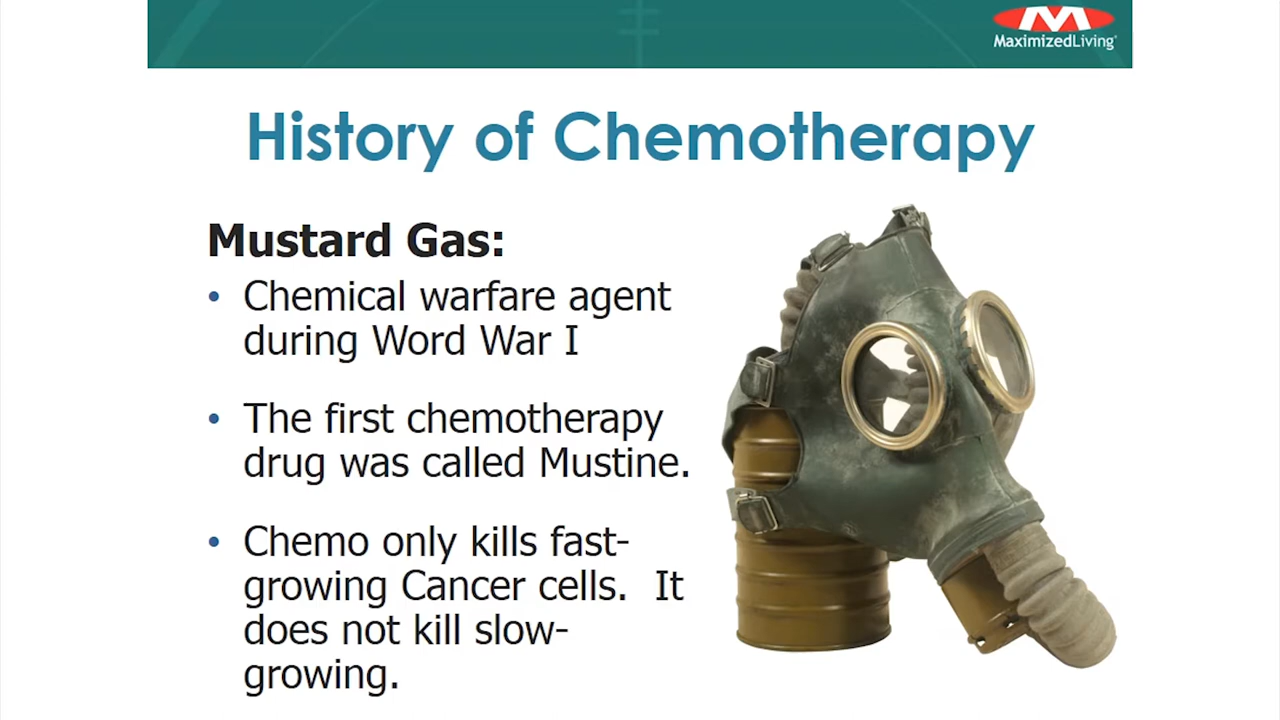 MaximizedLiving
History of Chemotherapy
Mustard Gas:
• Chemical warfare agent
during Word War I
• The first chemotherapy
drug was called Mustine.
• Chemo only kills fast-
growing Cancer cells.  It
does not kill slow-
growing.